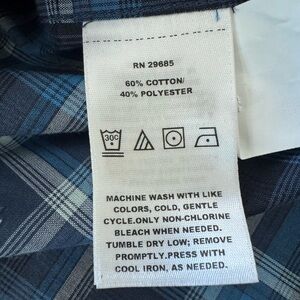 RN 29685
60% COTTON/
40% POLYESTER
30C
MACHINE WASH WITH LIKE
COLORS, COLD, GENTLE
CYCLE.ONLY NON-CHLORINE
BLEACH WHEN NEEDED.
TUMBLE DRY LOW; REMOVE
PROMPTLY.PRESS WITH
COOL IRON, AS NEEDED.